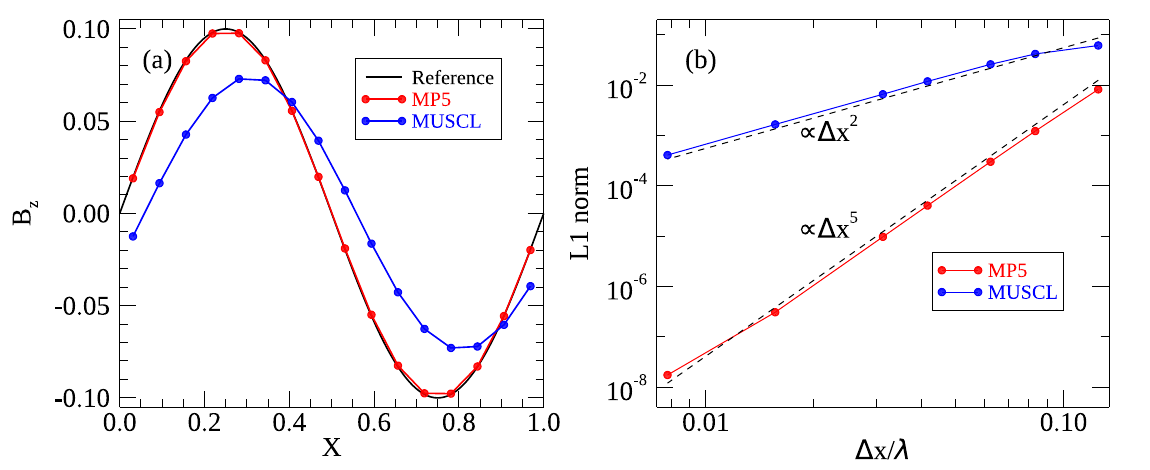 (a)
0.10
0.05
0.00
-0.05
-0.10
B_z
0.0 0.2 0.4 0.6 0.8 1.0
X
Reference
MP5
MUSCL
(b)
10^-2
10^-4
10^-6
10^-8
L1 norm
∝Δx^2
∝Δx^5
MP5
MUSCL
0.01 0.10
Δx/λ